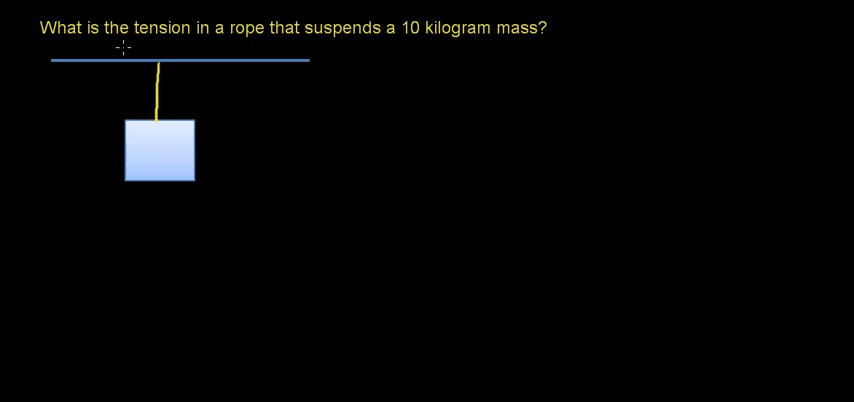 What is the tension in a rope that suspends a 10 kilogram mass?